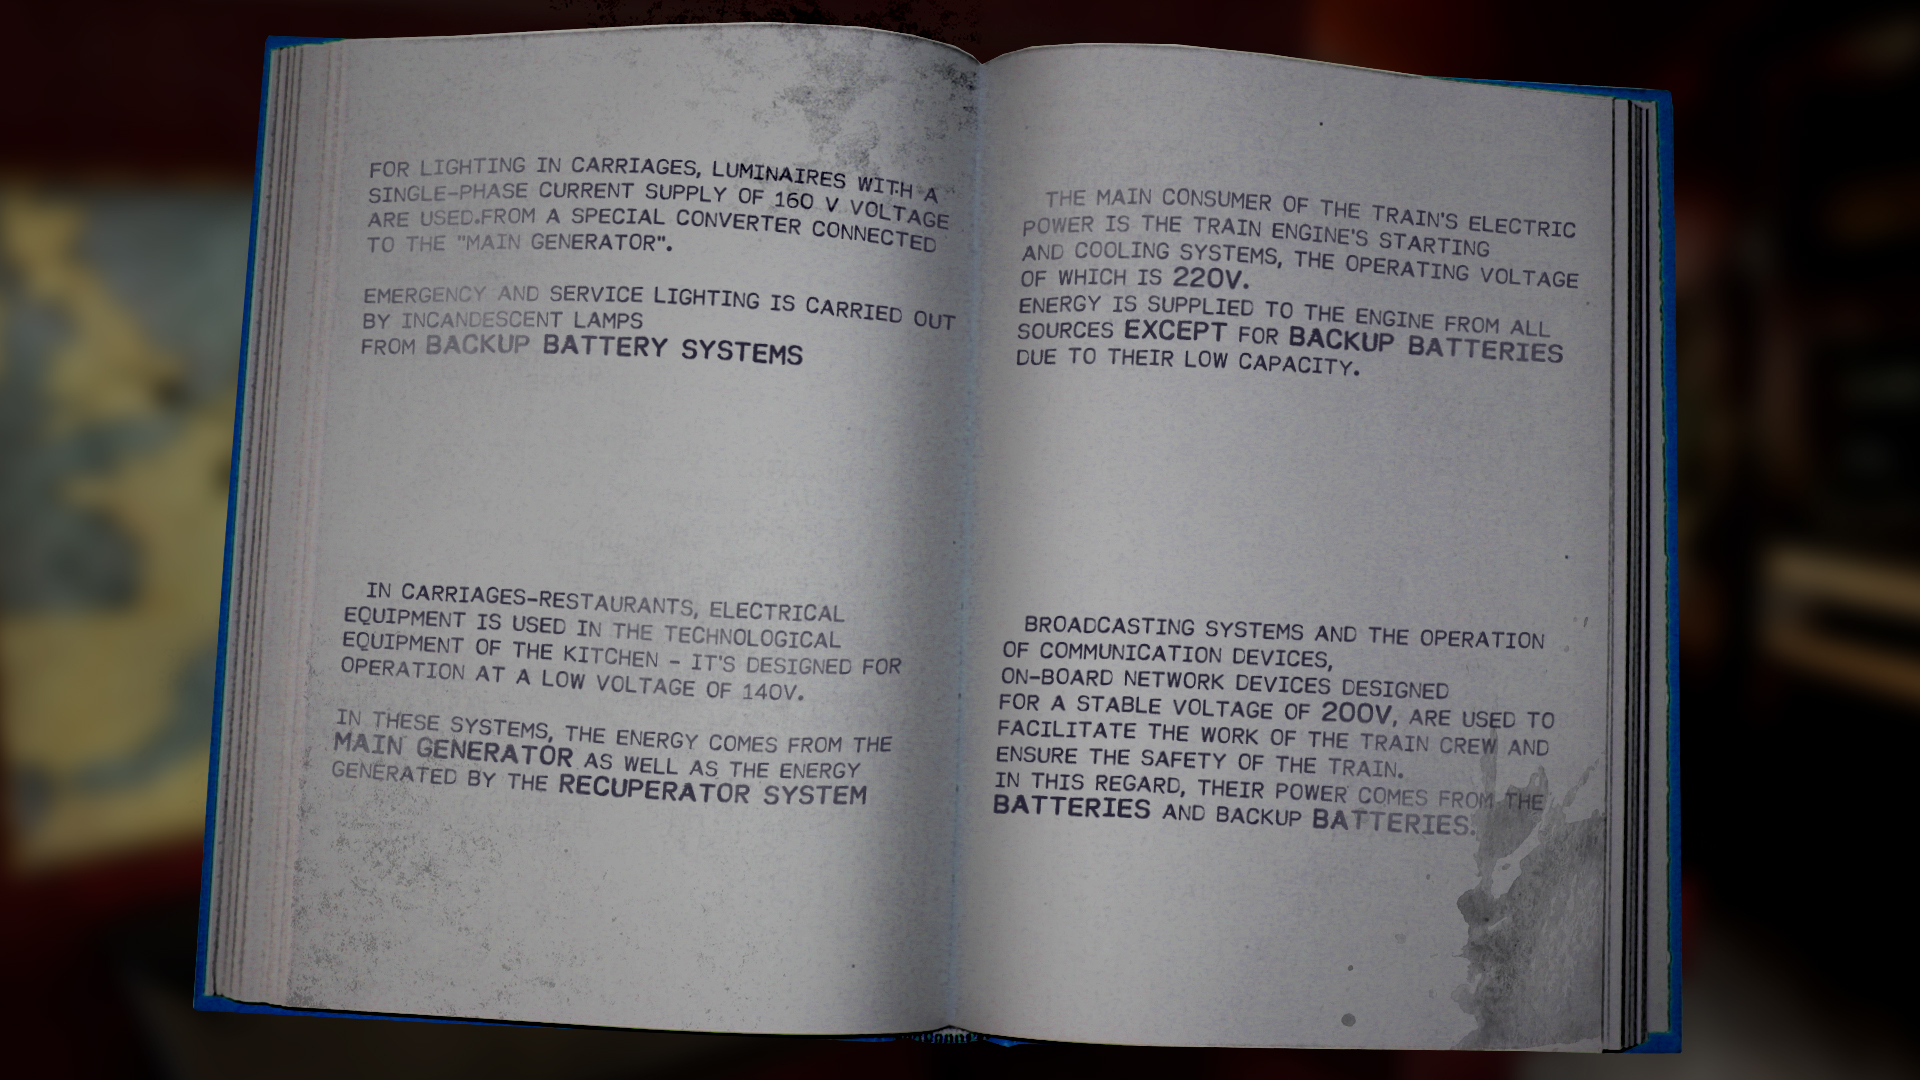 FOR LIGHTING IN CARRIAGES, LUMINAIRES WITH A
SINGLE-PHASE CURRENT SUPPLY OF 160 V VOLTAGE
ARE USED.FROM A SPECIAL CONVERTER CONNECTED
TO THE "MAIN GENERATOR".
EMERGENCY AND SERVICE LIGHTING IS CARRIED OUT
BY INCANDESCENT LAMPS
FROM BACKUP BATTERY SYSTEMS
IN CARRIAGES-RESTAURANTS, ELECTRICAL
EQUIPMENT IS USED IN THE TECHNOLOGICAL
EQUIPMENT OF THE KITCHEN - IT'S DESIGNED FOR
OPERATION AT A LOW VOLTAGE OF 140V.
IN THESE SYSTEMS, THE ENERGY COMES FROM THE
MAIN GENERATOR AS WELL AS THE ENERGY
GENERATED BY THE RECUPERATOR SYSTEM
THE MAIN CONSUMER OF THE TRAIN'S ELECTRIC
POWER IS THE TRAIN ENGINE'S STARTING
AND COOLING SYSTEMS, THE OPERATING VOLTAGE
OF WHICH IS 220V.
ENERGY IS SUPPLIED TO THE ENGINE FROM ALL
SOURCES EXCEPT FOR BACKUP BATTERIES
DUE TO THEIR LOW CAPACITY.
BROADCASTING SYSTEMS AND THE OPERATION
OF COMMUNICATION DEVICES,
ON-BOARD NETWORK DEVICES DESIGNED
FOR A STABLE VOLTAGE OF 200V, ARE USED TO
FACILITATE THE WORK OF THE TRAIN CREW AND
ENSURE THE SAFETY OF THE TRAIN.
IN THIS REGARD, THEIR POWER COMES FROM THE
BATTERIES AND BACKUP BATTERIES.